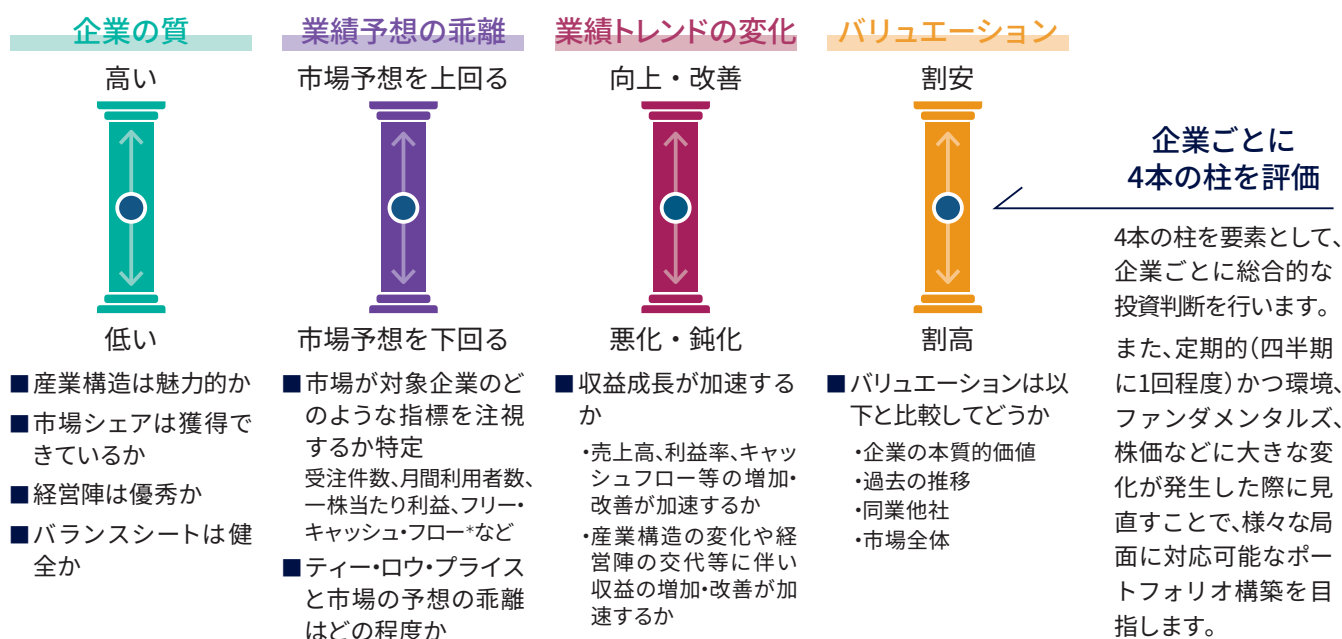 企業の質
高い
低い
■産業構造は魅力的か
■市場シェアは獲得で
きているか
■経営陣は優秀か
■バランスシートは健
全か
業績予想の乖離
市場予想を上回る
市場予想を下回る
■市場が対象企業のど
のような指標を注視
するか特定
受注件数、月間利用者数、
一株当たり利益、フリー・
キャッシュ・フロー*など
■ティー・ロウ・プライス
と市場の予想の乖離
はどの程度か
業績トレンドの変化
向上・改善
悪化・鈍化
■収益成長が加速する
か
・売上高、利益率、キャッ
シュフロー等の増加・
改善が加速するか
・産業構造の変化や経
営陣の交代等に伴い
収益の増加・改善が加
速するか
バリュエーション
割安
割高
■バリュエーションは以
下と比較してどうか
・企業の本質的価値
・過去の推移
・同業他社
・市場全体
企業ごとに
4本の柱を評価
4本の柱を要素として、
企業ごとに総合的な
投資判断を行います。
また、定期的(四半期
に1回程度)かつ環境、
ファンダメンタルズ、
株価などに大きな変
化が発生した際に見
直すことで、様々な局
面に対応可能なポー
トフォリオ構築を目
指します。